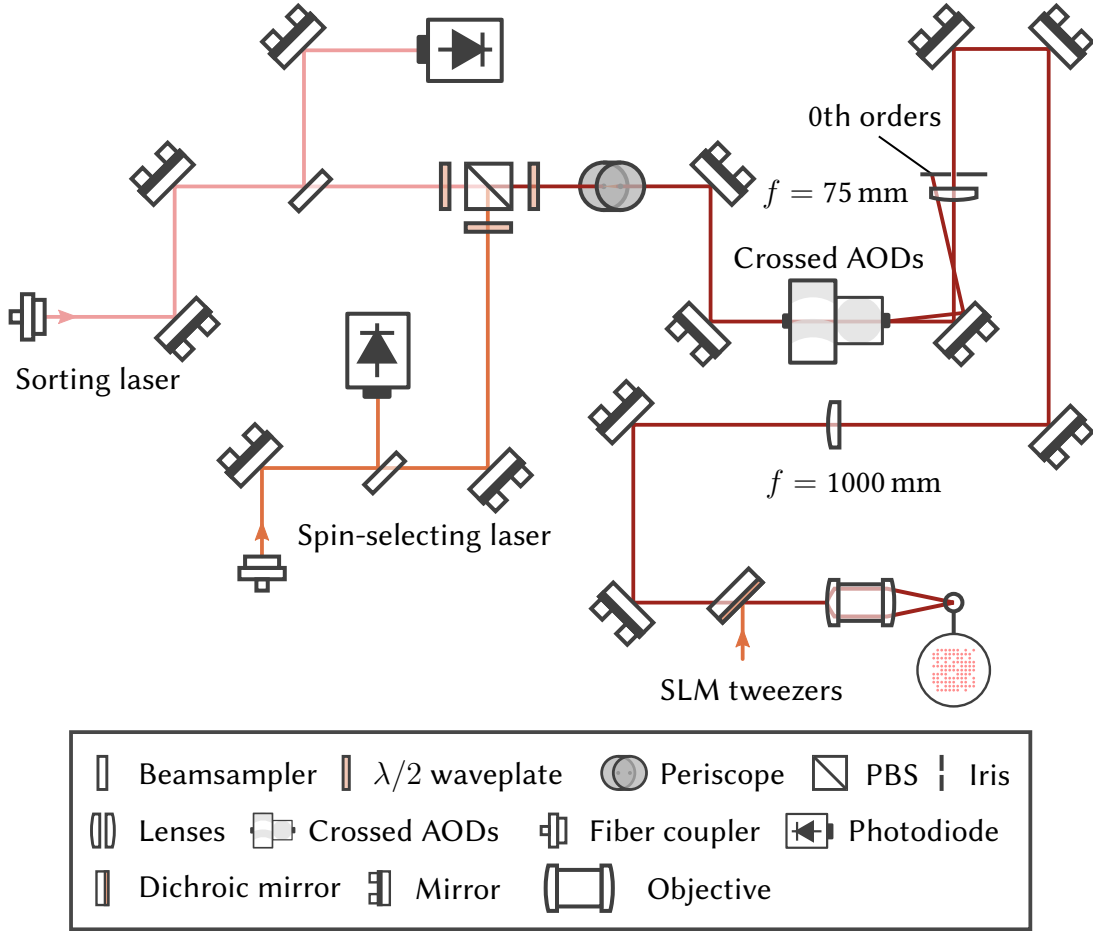 0th orders
f = 75 mm
Crossed AODs
Sorting laser
f = 1000 mm
Spin-selecting laser
SLM tweezers
Beamsampler
λ/2 waveplate
Periscope
PBS
Iris
Lenses
Crossed AODs
Fiber coupler
Photodiode
Dichroic mirror
Mirror
Objective